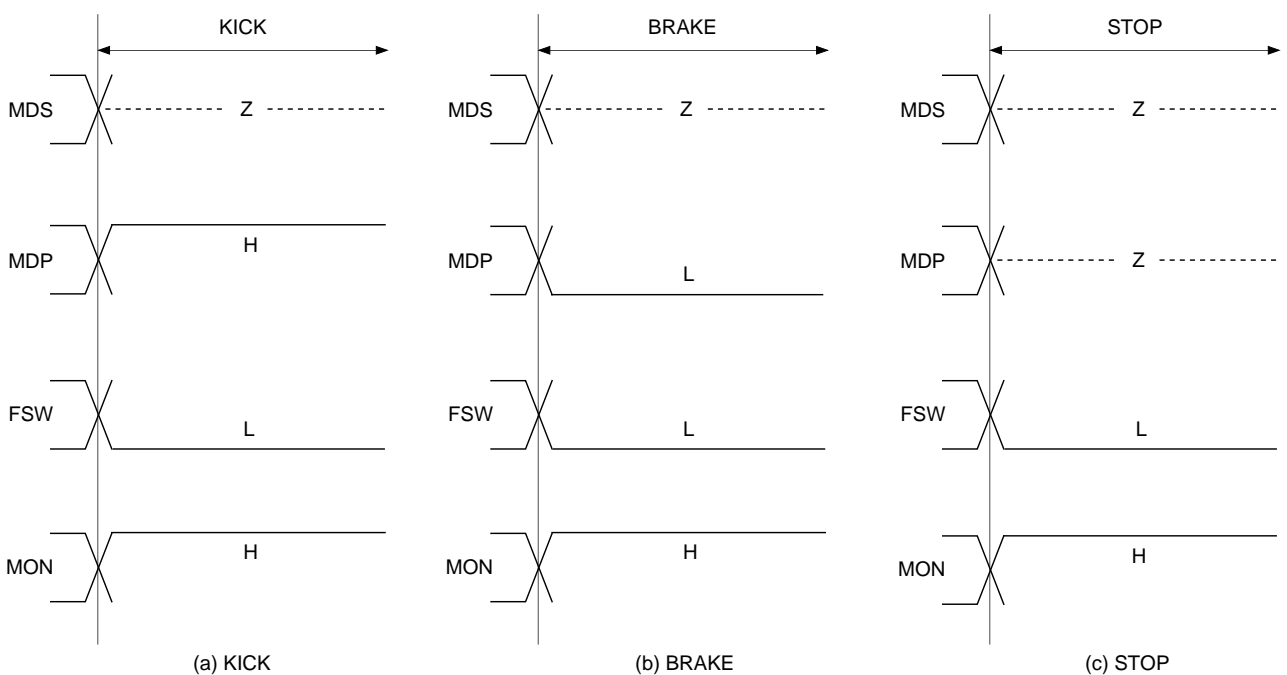 KICK
MDS
Z
MDP
H
FSW
L
MON
H
(a) KICK
BRAKE
MDS
Z
MDP
L
FSW
L
MON
H
(b) BRAKE
STOP
MDS
Z
MDP
Z
FSW
L
MON
H
(c) STOP